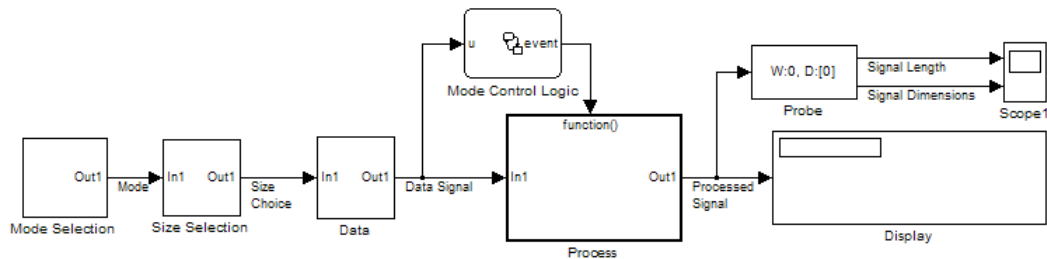 u
event
Mode Control Logic
W:0, D:[0]
Probe
Signal Length
Signal Dimensions
Scope1
function()
Out1
Mode
Mode Selection
In1
Out1
Size Selection
Size
Choice
In1
Out1
Data
Data Signal
In1
Out1
Process
Processed
Signal
Display